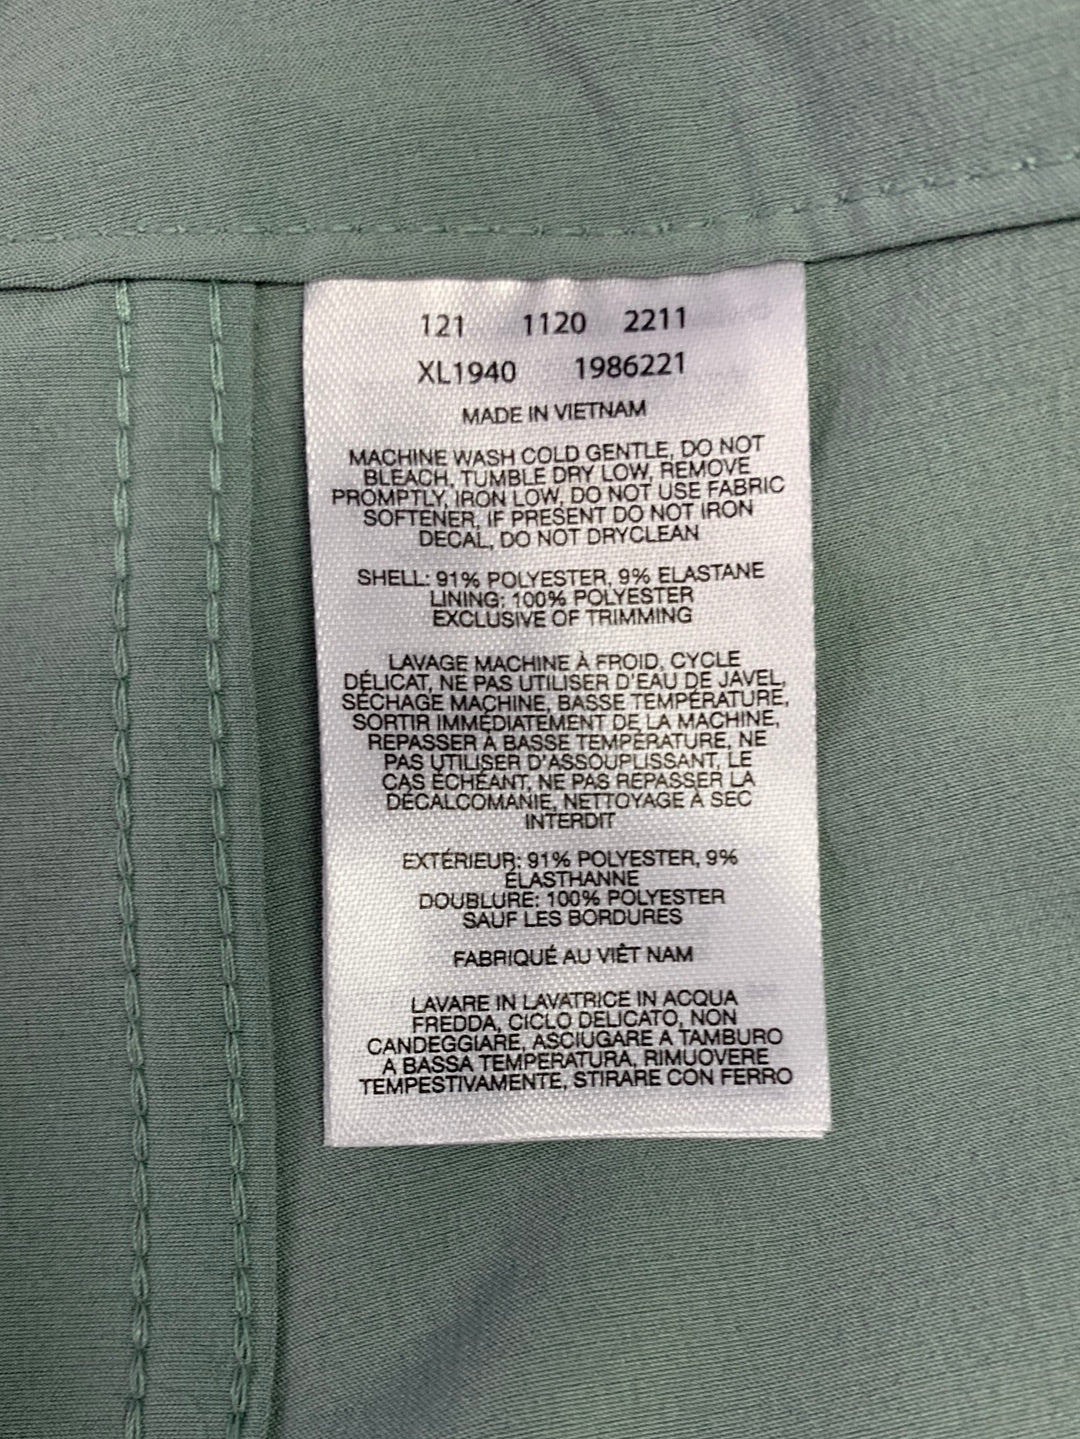 121 1120 2211
XL1940 1986221
MADE IN VIETNAM
MACHINE WASH COLD GENTLE, DO NOT
BLEACH, TUMBLE DRY LOW, REMOVE
PROMPTLY, IRON LOW, DO NOT USE FABRIC
SOFTENER, IF PRESENT DO NOT IRON
DECAL, DO NOT DRYCLEAN
SHELL: 91% POLYESTER, 9% ELASTANE
LINING: 100% POLYESTER
EXCLUSIVE OF TRIMMING
LAVAGE MACHINE À FROID, CYCLE
DÉLICAT, NE PAS UTILISER D'EAU DE JAVEL,
SÉCHAGE MACHINE, BASSE TEMPÉRATURE,
SORTIR IMMÉDIATEMENT DE LA MACHINE,
REPASSER À BASSE TEMPÉRATURE, NE
PAS UTILISER D'ASSOUPLISSANT, LE
CAS ÉCHÉANT, NE PAS REPASSER LA
DÉCALCOMANIE, NETTOYAGE À SEC
INTERDIT
EXTÉRIEUR: 91% POLYESTER, 9%
ÉLASTHANNE
DOUBLURE: 100% POLYESTER
SAUF LES BORDURES
FABRIQUÉ AU VIÊT NAM
LAVARE IN LAVATRICE IN ACQUA
FREDDA, CICLO DELICATO, NON
CANDEGGIARE, ASCIUGARE A TAMBURO
A BASSA TEMPERATURA, RIMUOVERE
TEMPESTIVAMENTE, STIRARE CON FERRO